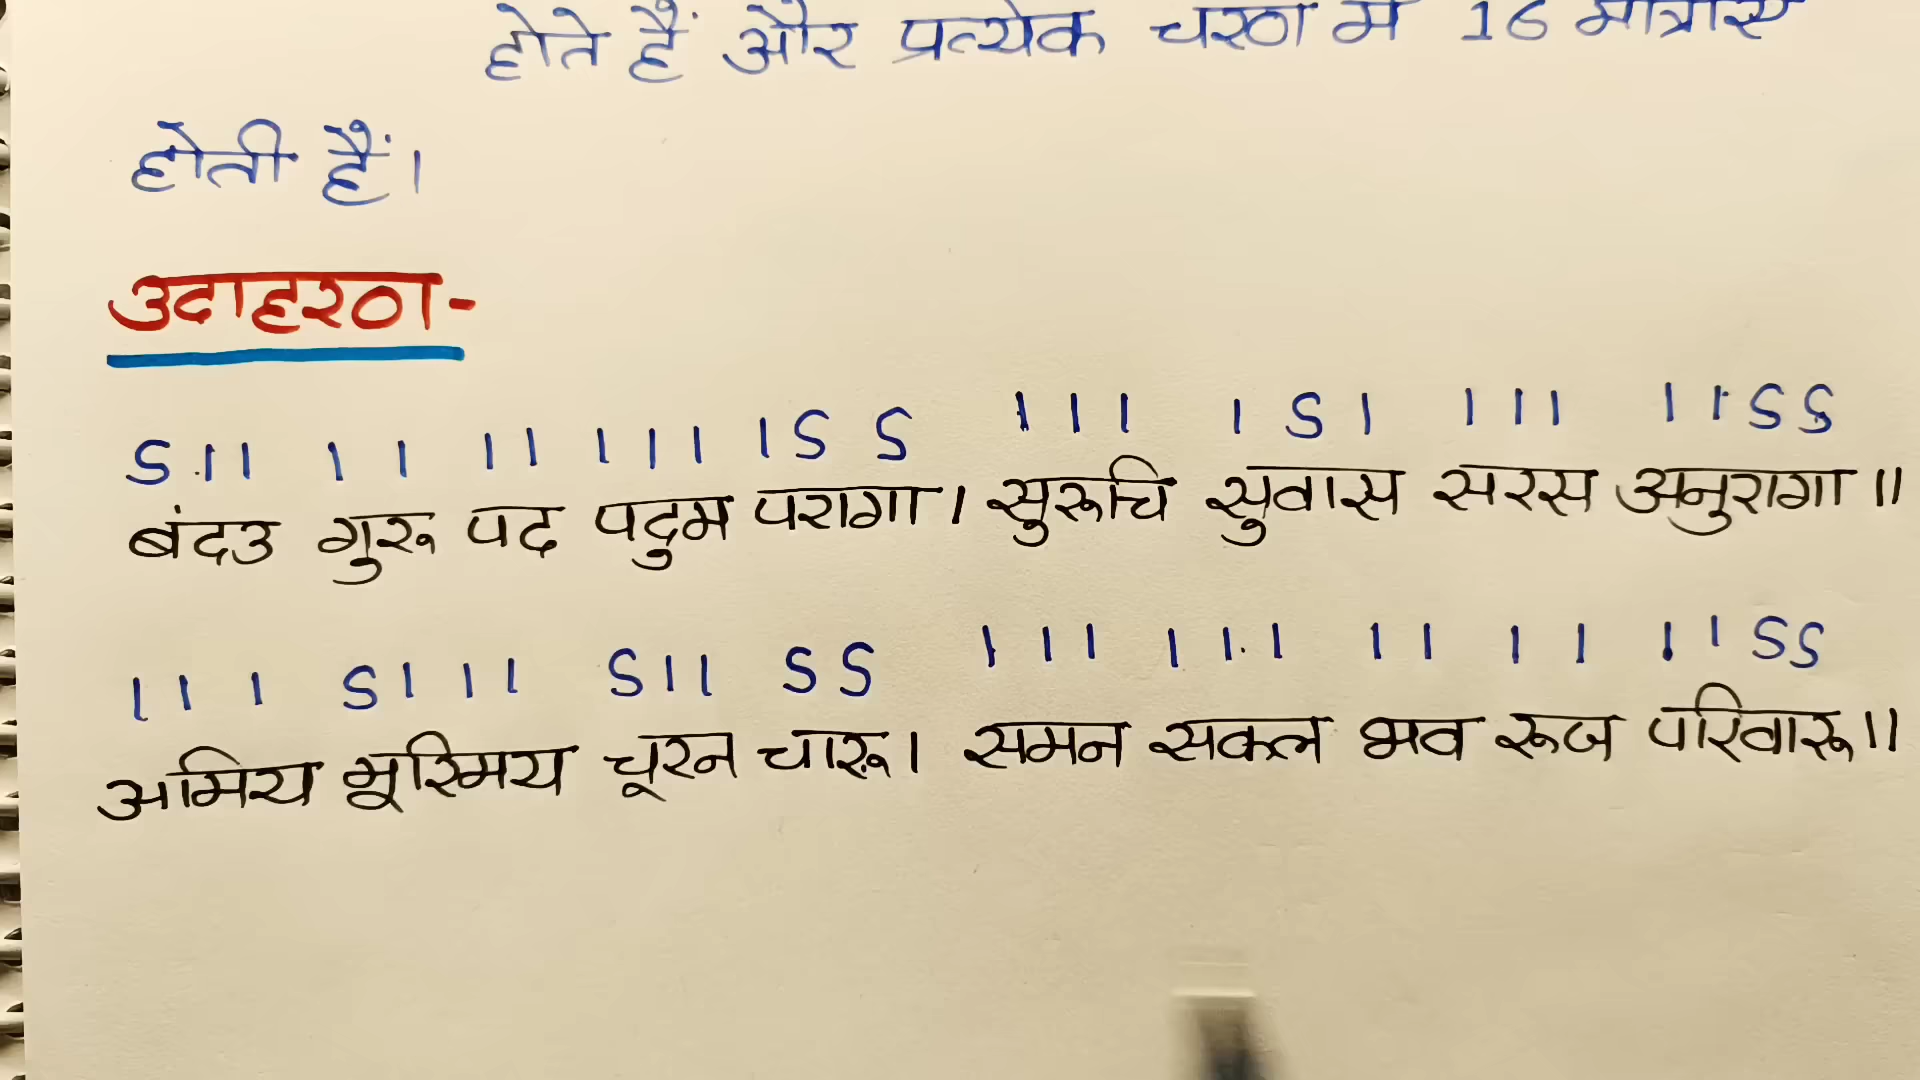 होते हैं और प्रत्येक चरण में 16 मात्राएं
होती हैं।
उदाहरण-
S I I I I I I I I I I S S I I I I S I I I I I I S S
बंदउ गुरू पद पदुम परागा। सुरूचि सुवास सरस अनुरागा॥
I I I S I I I S I I S S I I I I I I I I I I I I S S
अमिय मूरिमय चूरन चारू। समन सकल भव रूज परिवारू॥